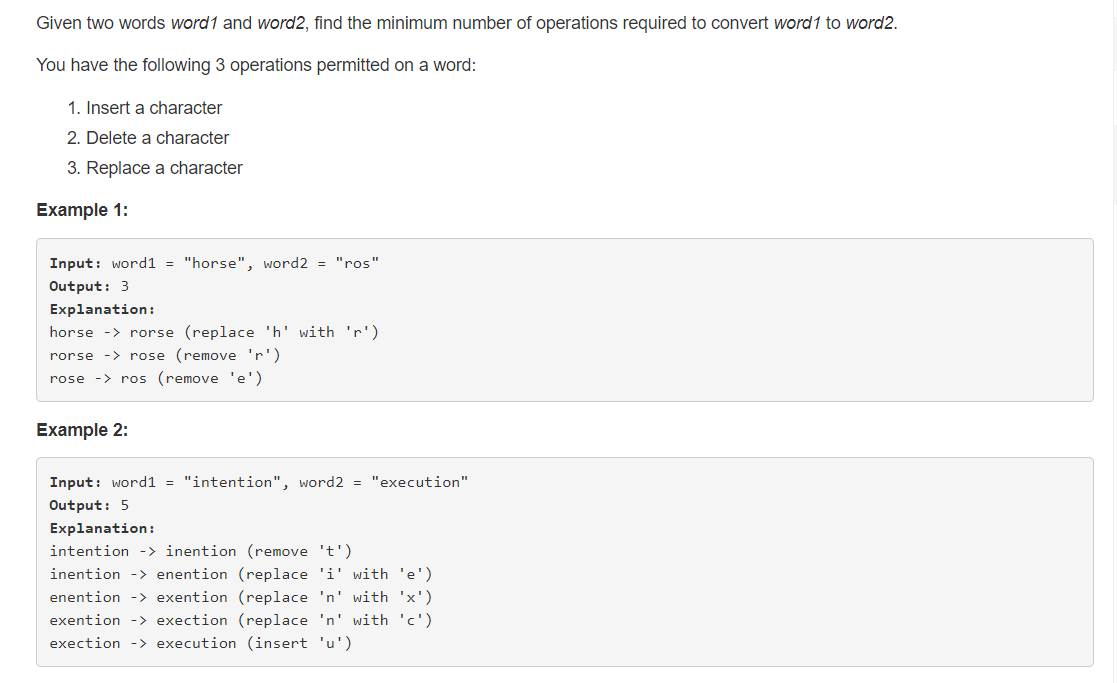 Given two words word1 and word2, find the minimum number of operations required to convert word1 to word2.
You have the following 3 operations permitted on a word:
1. Insert a character
2. Delete a character
3. Replace a character
Example 1:
Input: word1 = "horse", word2 = "ros"
Output: 3
Explanation:
horse -> rorse (replace 'h' with 'r')
rorse -> rose (remove 'r')
rose -> ros (remove 'e')
Example 2:
Input: word1 = "intention", word2 = "execution"
Output: 5
Explanation:
intention -> inention (remove 't')
inention -> enention (replace 'i' with 'e')
enention -> exention (replace 'n' with 'x')
exention -> exection (replace 'n' with 'c')
exection -> execution (insert 'u')